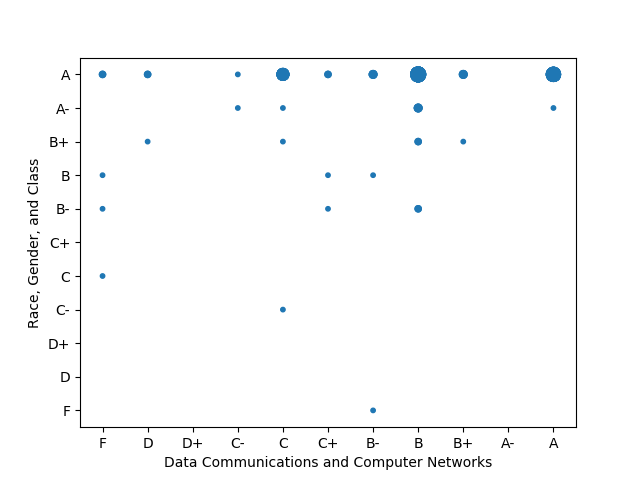 A
A-
B+
B
B-
C+
C
C-
D+
D
F
Race, Gender, and Class
F D D+ C- C C+ B- B B+ A- A
Data Communications and Computer Networks